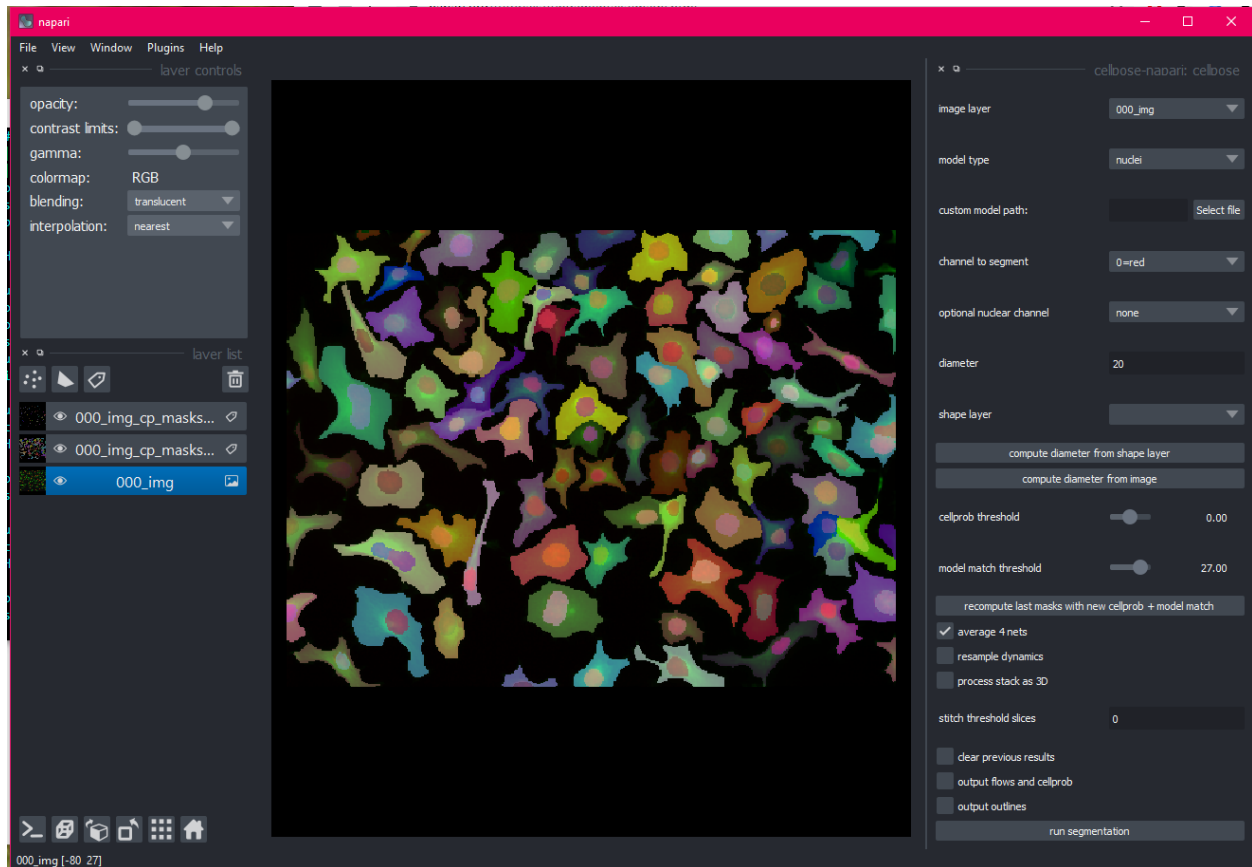 napari
File View Window Plugins Help
layer controls
opacity:
contrast limits:
gamma:
colormap: RGB
blending: translucent
interpolation: nearest
layer list
000_img_cp_masks...
000_img_cp_masks...
000_img
000_img [-80 27]
cellpose-napari: cellpose
image layer 000_img
model type nuclei
custom model path: Select file
channel to segment 0=red
optional nuclear channel none
diameter 20
shape layer
compute diameter from shape layer
compute diameter from image
cellprob threshold 0.00
model match threshold 27.00
recompute last masks with new cellprob + model match
average 4 nets
resample dynamics
process stack as 3D
stitch threshold slices 0
clear previous results
output flows and cellprob
output outlines
run segmentation